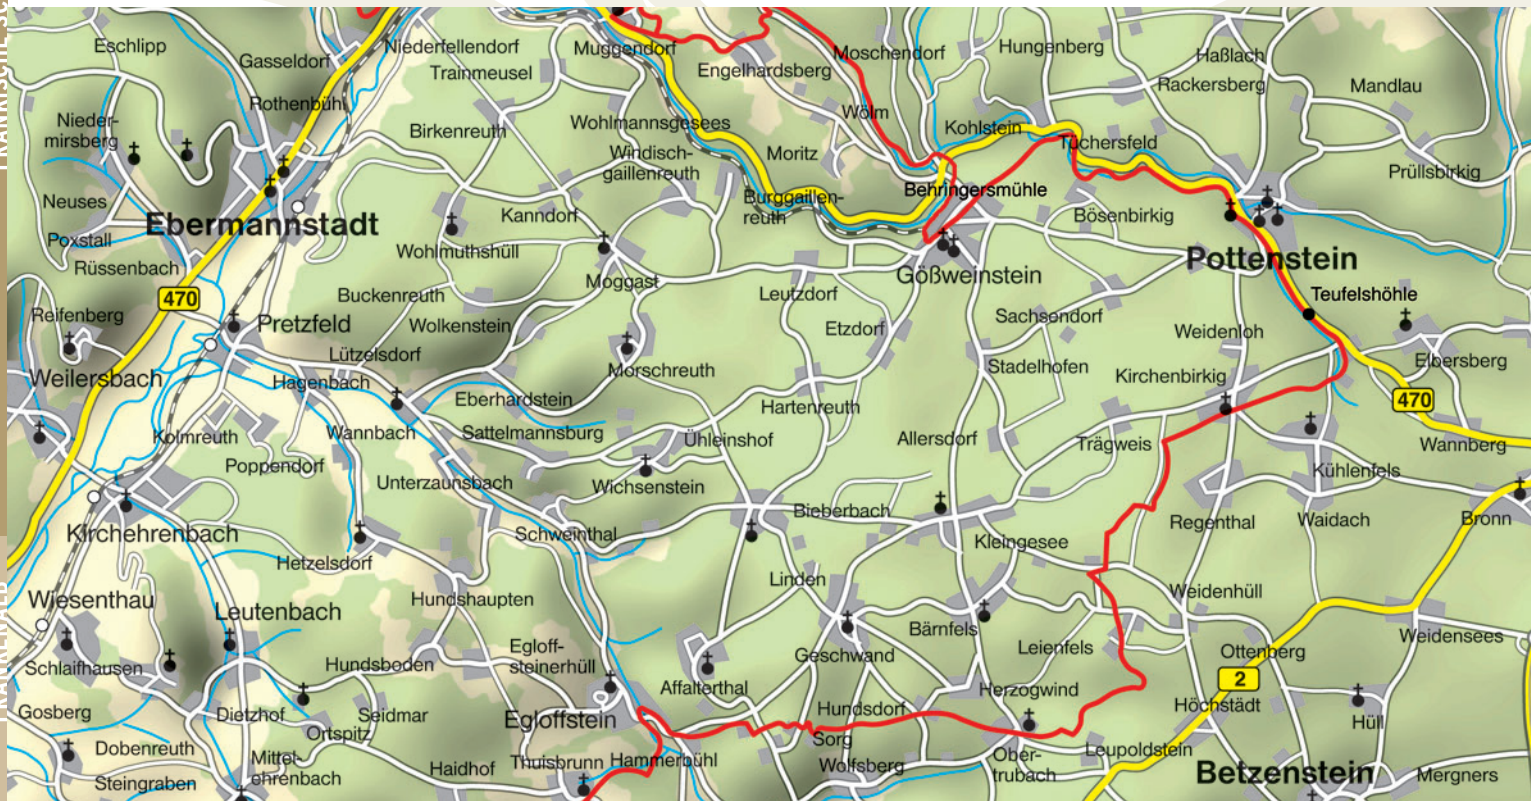 Eschlipp
Gasseldorf
Niederfellendorf
Trainmeusel
Muggendorf
Engelhardsberg
Moschendorf
Hungenberg
Haßlach
Rackersberg
Mandlau
Rothenbühl
Nieder-
mirsberg
Birkenreuth
Wohlmannsgesees
Windisch-
gaillenreuth
Moritz
Wölm
Kohlstein
Tüchersfeld
Prüllsbirkig
Neuses
Poxstall
Ebermannstadt
Rüssenbach
Kanndorf
Wohlmuthshüll
Burggaillen-
reuth
Behringersmühle
Bösenbirkig
Pottenstein
470
Buckenreuth
Moggast
Leutzdorf
Gößweinstein
Teufelshöhle
Reifenberg
Pretzfeld
Wolkenstein
Etzdorf
Sachsendorf
Weidenloh
Lützelsdorf
Weilersbach
Hagenbach
Morschreuth
Stadelhofen
Kirchenbirkig
Elbersberg
470
Eberhardstein
Hartenreuth
Kolmreuth
Wannbach
Sattelmannsburg
Ühleinshof
Allersdorf
Trägweis
Wannberg
Poppendorf
Unterzaunsbach
Wichsenstein
Kühlenfels
Kirchehrenbach
Schweinthal
Bieberbach
Kleingesee
Regenthal
Waidach
Bronn
Hetzelsdorf
Linden
Wiesenthau
Leutenbach
Hundshaupten
Weidenhüll
Bärnfels
Weidensees
Schlaifhausen
Hundsboden
Egloff-
steinerhüll
Geschwand
Leienfels
Ottenberg
Affalterthal
Herzogwind
2
Gosberg
Dietzhof
Seidmar
Egloffstein
Hundsdorf
Höchstädt
Hüll
Ortspitz
Sorg
Dobenreuth
Mittel-
ehrenbach
Haidhof
Thuisbrunn
Hammerbühl
Wolfsberg
Ober-
trubach
Leupoldstein
Betzenstein
Mergners
Steingraben